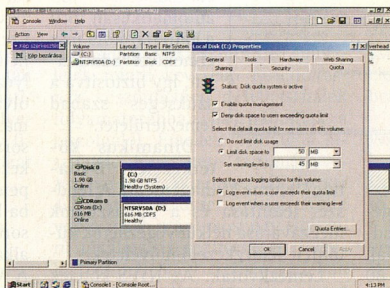 Console Window Help
Action View
Kép szerkesztése
Kép bezárása
Volume Layout Type File System
(C:) Partition Basic NTFS
NTSRV50A (D:) Partition Basic CDFS
overhead
Local Disk (C:) Properties
General Tools Hardware Web Sharing
Sharing Security Quota
Status: Disk quota system is active
Enable quota management
Deny disk space to users exceeding quota limit
Select the default quota limit for new users on this volume:
Do not limit disk usage
Limit disk space to 50 MB
Set warning level to 45 MB
Select the quota logging options for this volume:
Log event when a user exceeds their quota limit
Log event when a user exceeds their warning level
Quota Entries...
OK Cancel Apply
Disk 0
Basic
1.98 GB
Online
(C:)
1.98 GB NTFS
Healthy (System)
CDRom 0
CDRom (D:)
616 MB
Online
NTSRV50A (D:)
616 MB CDFS
Healthy
Primary Partition
Start
Console1 - [Console Root...
4:13 PM